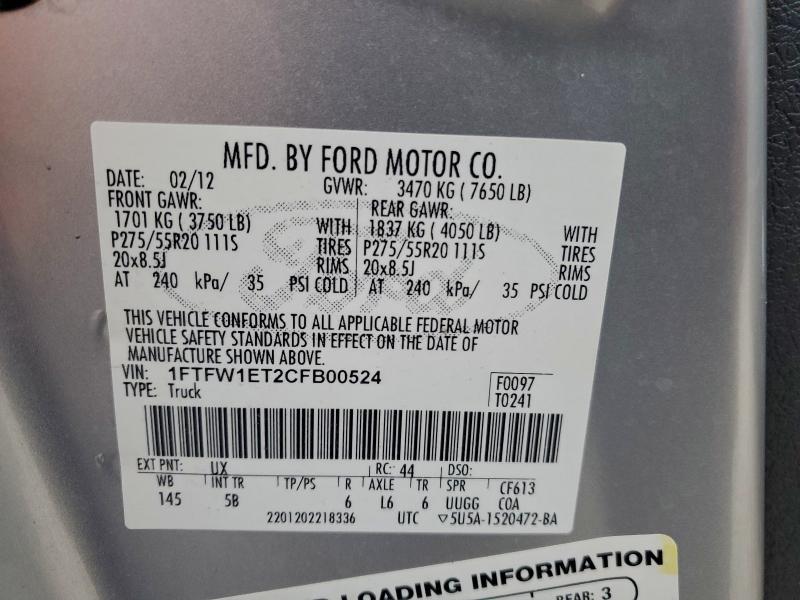 MFD. BY FORD MOTOR CO.
DATE: 02/12 GVWR: 3470 KG ( 7650 LB)
FRONT GAWR: REAR GAWR:
1701 KG ( 3750 LB) WITH 1837 KG ( 4050 LB) WITH
P275/55R20 111S TIRES P275/55R20 111S TIRES
20x8.5J RIMS 20x8.5J RIMS
AT 240 kPa/ 35 PSI COLD AT 240 kPa/ 35 PSI COLD
Ford
THIS VEHICLE CONFORMS TO ALL APPLICABLE FEDERAL MOTOR
VEHICLE SAFETY STANDARDS IN EFFECT ON THE DATE OF
MANUFACTURE SHOWN ABOVE.
VIN: 1FTFW1ET2CFB00524 F0097
TYPE: Truck T0241
EXT PNT: UX RC: 44 DSO:
WB INT TR TP/PS R AXLE TR SPR CF613
145 5B 6 L6 6 UUGG COA
2201202218336 UTC ▽5U5A-1520472-BA
LOADING INFORMATION
REAR: 3